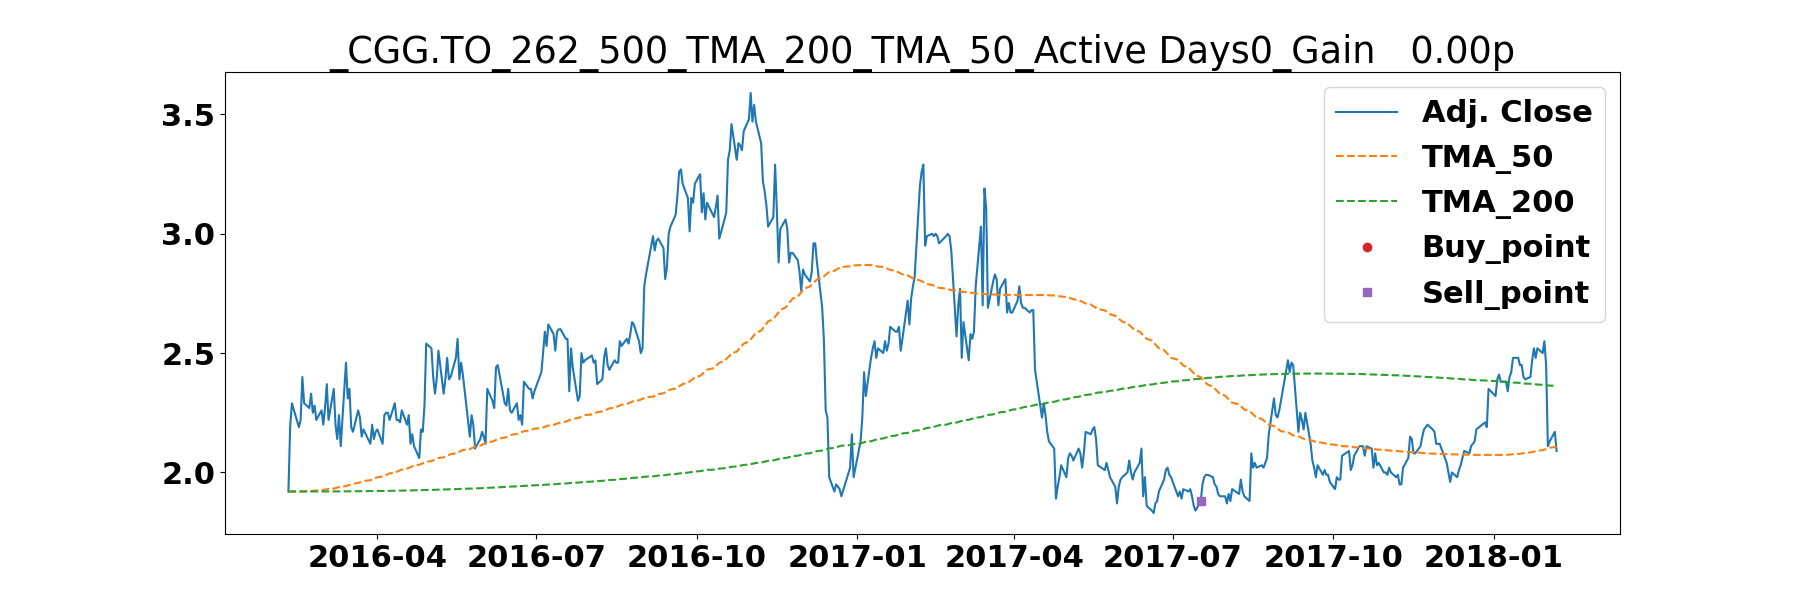 _CGG.TO_262_500_TMA_200_TMA_50_Active Days0_Gain   0.00p
3.5
3.0
2.5
2.0
Adj. Close
TMA_50
TMA_200
Buy_point
Sell_point
2016-04 2016-07 2016-10 2017-01 2017-04 2017-07 2017-10 2018-01